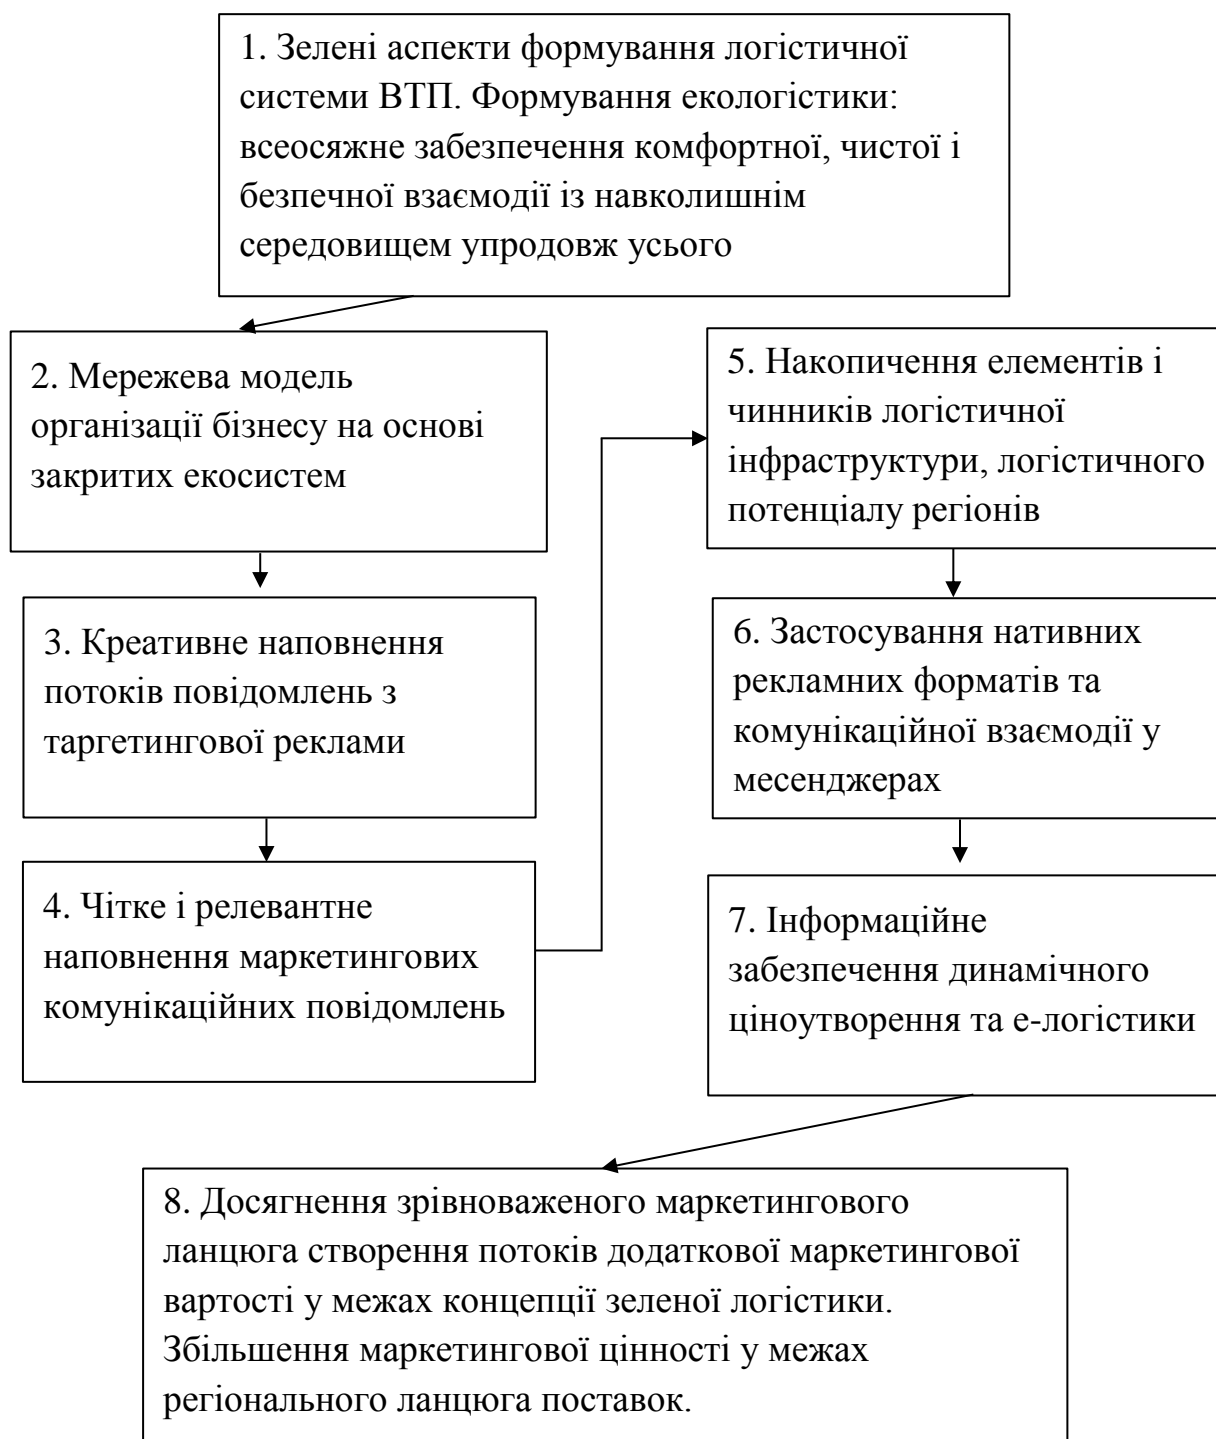 1. Зелені аспекти формування логістичної
системи ВТП. Формування екологістики:
всеосяжне забезпечення комфортної, чистої і
безпечної взаємодії із навколишнім
середовищем упродовж усього
2. Мережева модель
організації бізнесу на основі
закритих екосистем
3. Креативне наповнення
потоків повідомлень з
таргетингової реклами
4. Чітке і релевантне
наповнення маркетингових
комунікаційних повідомлень
5. Накопичення елементів і
чинників логістичної
інфраструктури, логістичного
потенціалу регіонів
6. Застосування нативних
рекламних форматів та
комунікаційної взаємодії у
месенджерах
7. Інформаційне
забезпечення динамічного
ціноутворення та е-логістики
8. Досягнення зрівноваженого маркетингового
ланцюга створення потоків додаткової маркетингової
вартості у межах концепції зеленої логістики.
Збільшення маркетингової цінності у межах
регіонального ланцюга поставок.